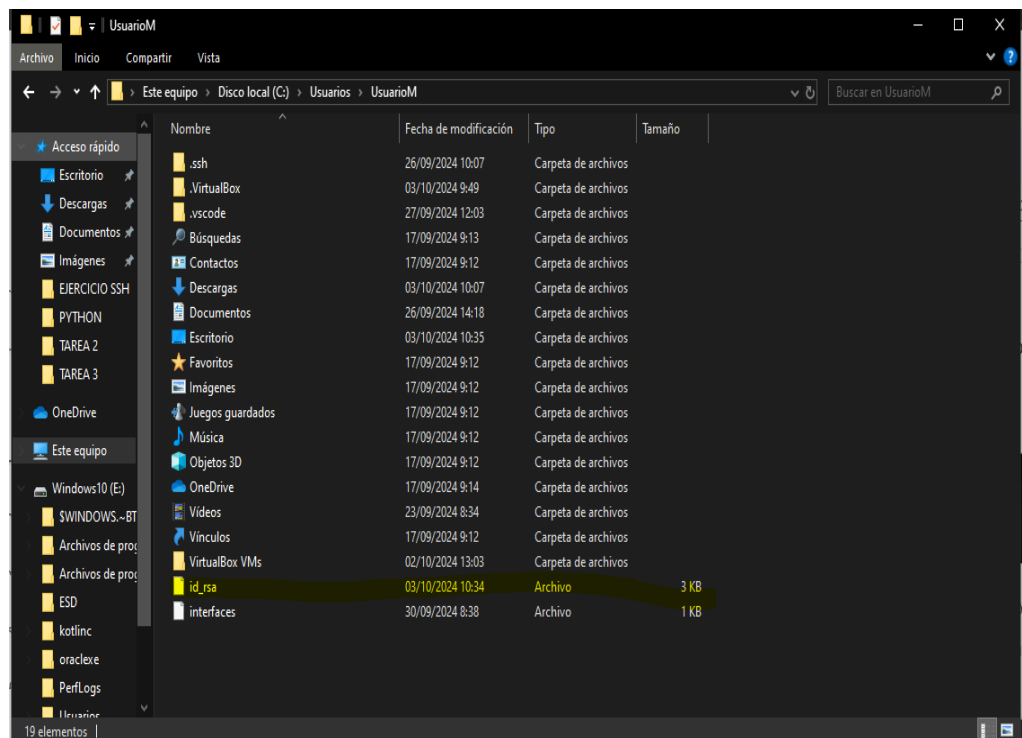 UsuarioM
Archivo Inicio Compartir Vista
Este equipo › Disco local (C:) › Usuarios › UsuarioM
Buscar en UsuarioM
Nombre Fecha de modificación Tipo Tamaño
Acceso rápido
Escritorio
Descargas
Documentos
Imágenes
EJERCICIO SSH
PYTHON
TAREA 2
TAREA 3
OneDrive
Este equipo
Windows10 (E:)
$WINDOWS.~BT
Archivos de prog
Archivos de prog
ESD
kotlinc
oraclexe
PerfLogs
Usuarios
.ssh 26/09/2024 10:07 Carpeta de archivos
.VirtualBox 03/10/2024 9:49 Carpeta de archivos
.vscode 27/09/2024 12:03 Carpeta de archivos
Búsquedas 17/09/2024 9:13 Carpeta de archivos
Contactos 17/09/2024 9:12 Carpeta de archivos
Descargas 03/10/2024 10:07 Carpeta de archivos
Documentos 26/09/2024 14:18 Carpeta de archivos
Escritorio 03/10/2024 10:35 Carpeta de archivos
Favoritos 17/09/2024 9:12 Carpeta de archivos
Imágenes 17/09/2024 9:12 Carpeta de archivos
Juegos guardados 17/09/2024 9:12 Carpeta de archivos
Música 17/09/2024 9:12 Carpeta de archivos
Objetos 3D 17/09/2024 9:12 Carpeta de archivos
OneDrive 17/09/2024 9:14 Carpeta de archivos
Vídeos 23/09/2024 8:34 Carpeta de archivos
Vínculos 17/09/2024 9:12 Carpeta de archivos
VirtualBox VMs 02/10/2024 13:03 Carpeta de archivos
id_rsa 03/10/2024 10:34 Archivo 3 KB
interfaces 30/09/2024 8:38 Archivo 1 KB
19 elementos